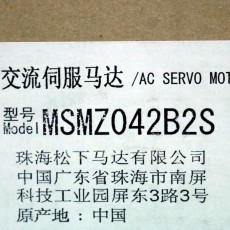 交流伺服马达 /AC SERVO MOT
型号
Model MSMZ042B2S
珠海松下马达有限公司
中国广东省珠海市南屏
科技工业园屏东3路3号
原产地：中国